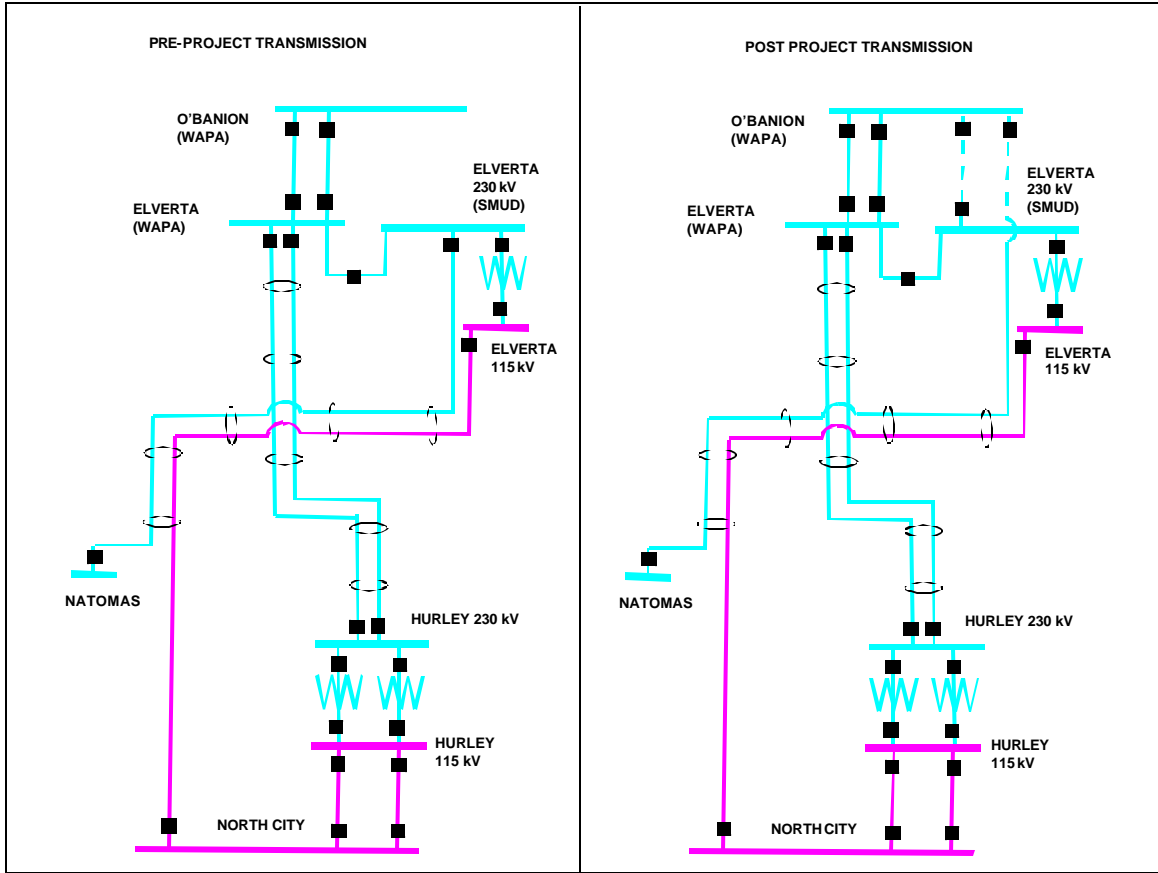 PRE-PROJECT TRANSMISSION
O'BANION
(WAPA)
ELVERTA
230 kV
(SMUD)
ELVERTA
(WAPA)
ELVERTA
115 kV
NATOMAS
HURLEY 230 kV
HURLEY
115 kV
NORTH CITY
POST PROJECT TRANSMISSION
O'BANION
(WAPA)
ELVERTA
230 kV
(SMUD)
ELVERTA
(WAPA)
ELVERTA
115 kV
NATOMAS
HURLEY 230 kV
HURLEY
115 kV
NORTH CITY